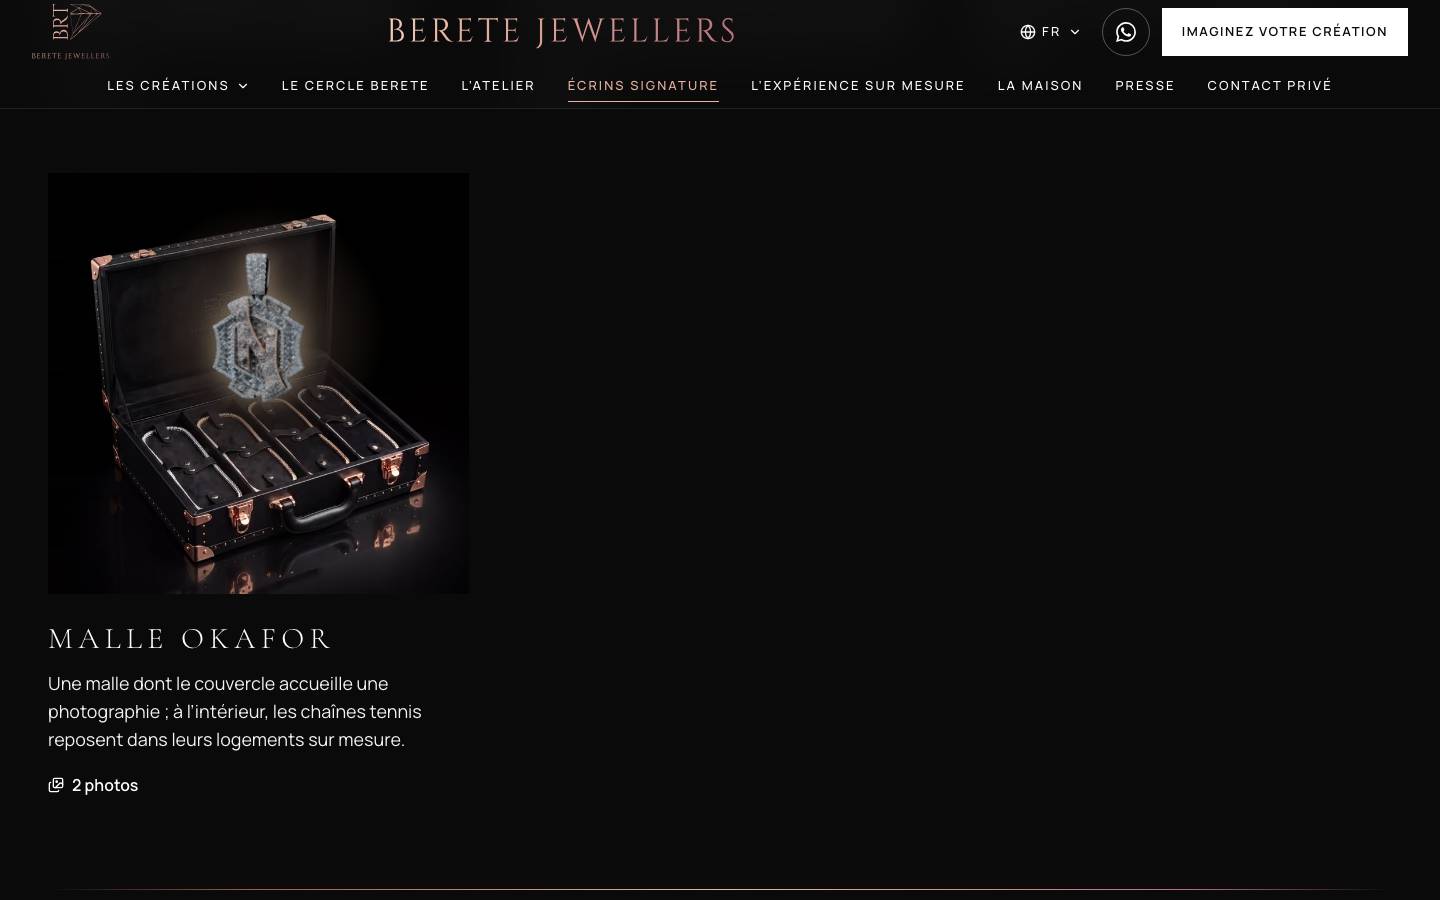 BRT
BERETE JEWELLERS
BERETE JEWELLERS
FR
IMAGINEZ VOTRE CRÉATION
LES CRÉATIONS
LE CERCLE BERETE
L'ATELIER
ÉCRINS SIGNATURE
L'EXPÉRIENCE SUR MESURE
LA MAISON
PRESSE
CONTACT PRIVÉ
N
MALLE OKAFOR
Une malle dont le couvercle accueille une
photographie ; à l'intérieur, les chaînes tennis
reposent dans leurs logements sur mesure.
2 photos